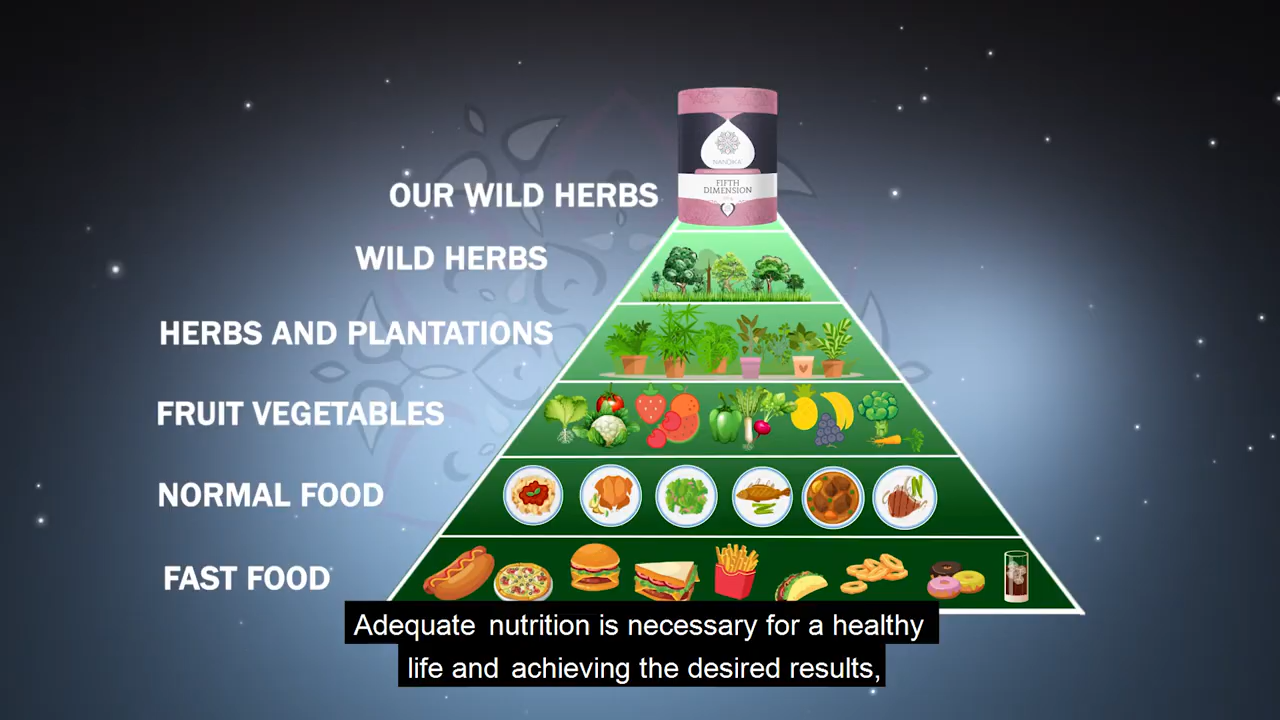 OUR WILD HERBS
NANOIKA
FIFTH
DIMENSION
WILD HERBS
HERBS AND PLANTATIONS
FRUIT VEGETABLES
NORMAL FOOD
FAST FOOD
Adequate nutrition is necessary for a healthy
life and achieving the desired results,